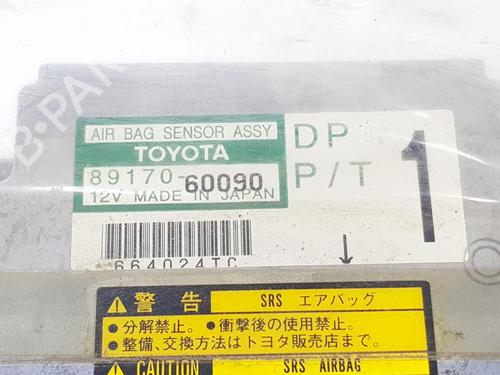 B-PAR
AIR BAG SENSOR ASSY
TOYOTA
89170-60090
12V MADE IN JAPAN
DP
P/T
1
664024TC
警告 SRS エアバッグ
●分解禁止。●衝撃後の使用禁止。
●整備、交換方法はトヨタ販売店まで。
CAUTION SRS AIRBAG